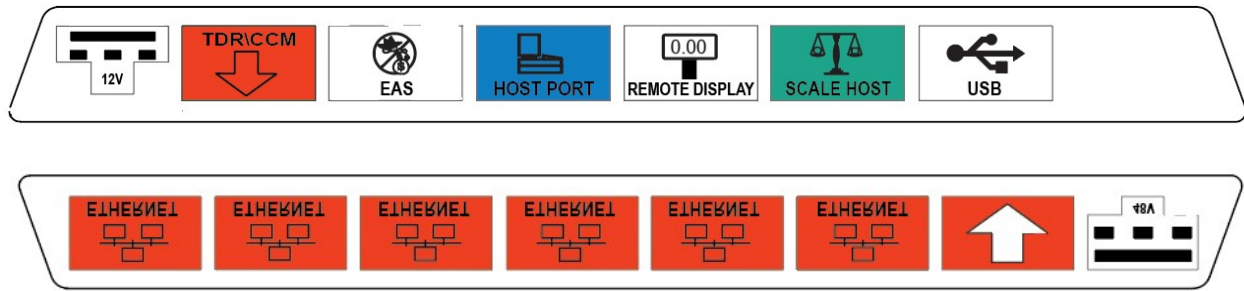 12V
TDR\CCM
EAS
HOST PORT
0.00
REMOTE DISPLAY
SCALE HOST
USB
ETHERNET
ETHERNET
ETHERNET
ETHERNET
ETHERNET
ETHERNET
48V